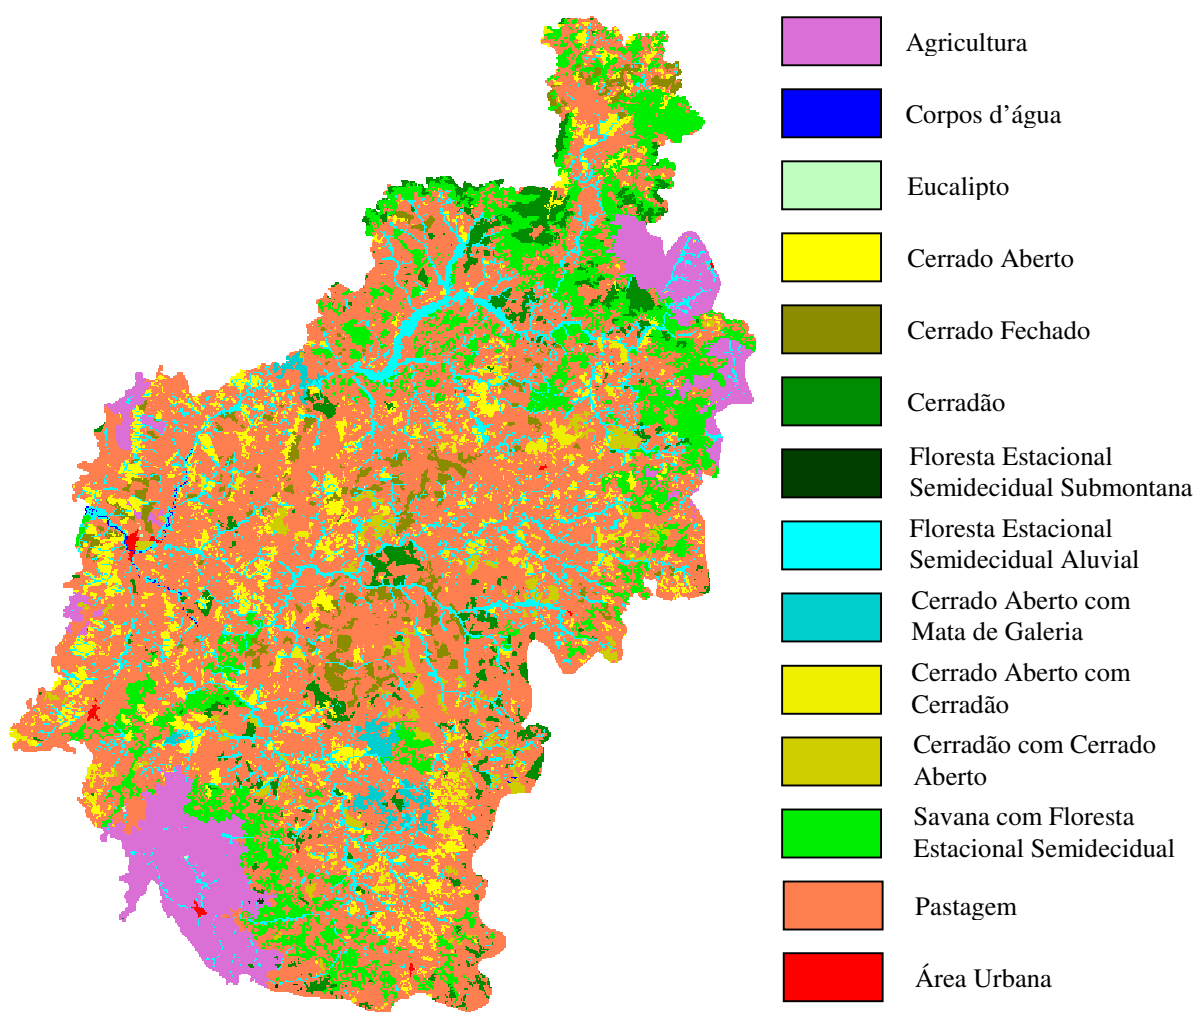 Agricultura
Corpos d’água
Eucalipto
Cerrado Aberto
Cerrado Fechado
Cerradão
Floresta Estacional
Semidecidual Submontana
Floresta Estacional
Semidecidual Aluvial
Cerrado Aberto com
Mata de Galeria
Cerrado Aberto com
Cerradão
Cerradão com Cerrado
Aberto
Savana com Floresta
Estacional Semidecidual
Pastagem
Área Urbana